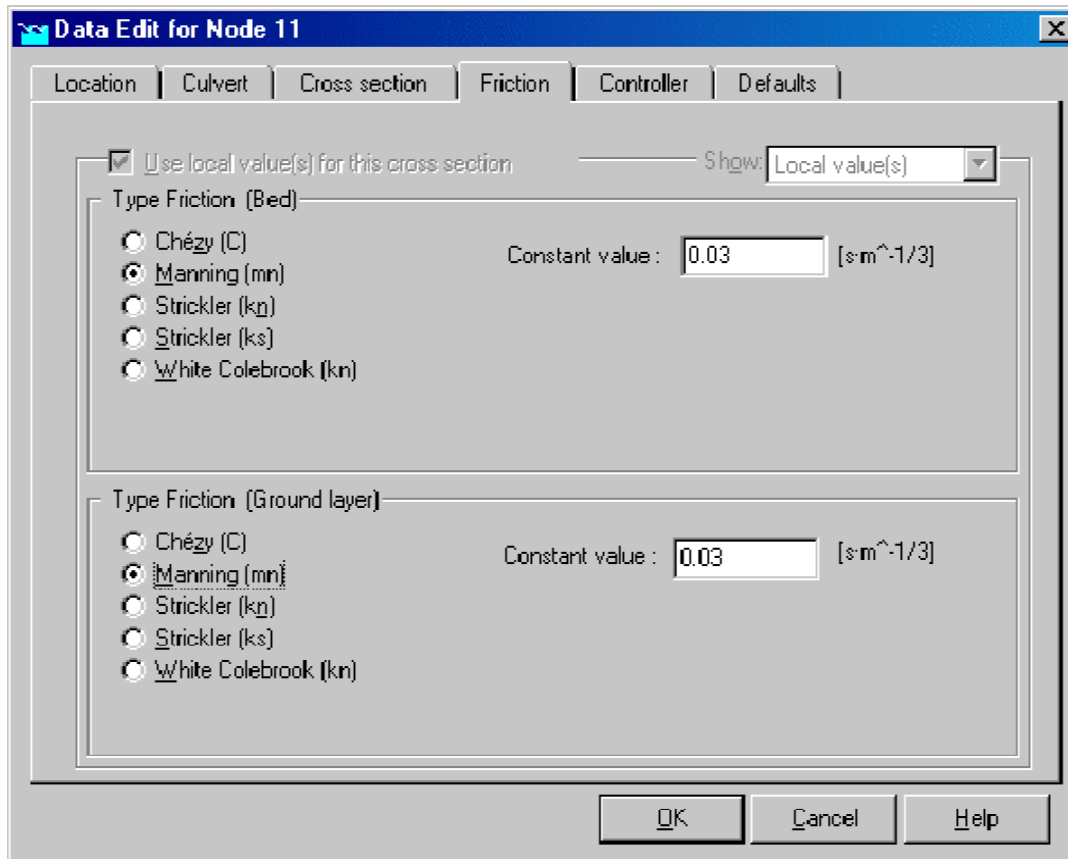 Data Edit for Node 11
Location Culvert Cross section Friction Controller Defaults
Use local value(s) for this cross section Show: Local value(s)
Type Friction (Bed)
Chézy (C)
Constant value : 0.03 [s·m^-1/3]
Manning (mn)
Strickler (kn)
Strickler (ks)
White Colebrook (kn)
Type Friction (Ground layer)
Chézy (C)
Constant value : 0.03 [s·m^-1/3]
Manning (mn)
Strickler (kn)
Strickler (ks)
White Colebrook (kn)
OK Cancel Help